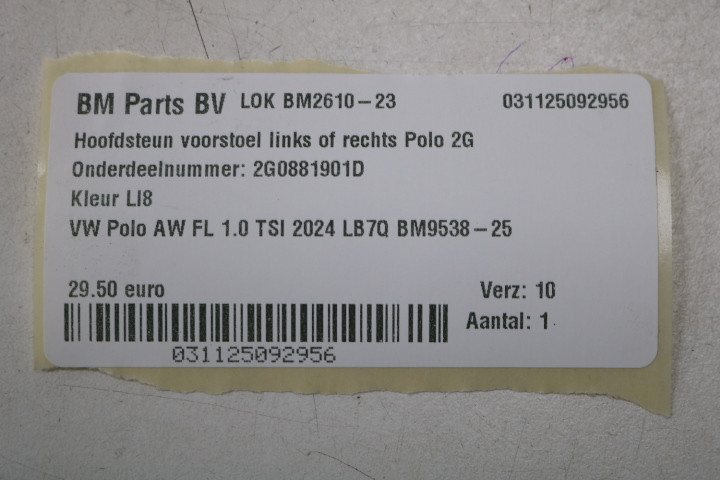 BM Parts BV LOK BM2610-23 031125092956
Hoofdsteun voorstoel links of rechts Polo 2G
Onderdeelnummer: 2G0881901D
Kleur LI8
VW Polo AW FL 1.0 TSI 2024 LB7Q BM9538-25
29.50 euro Verz: 10
Aantal: 1
031125092956